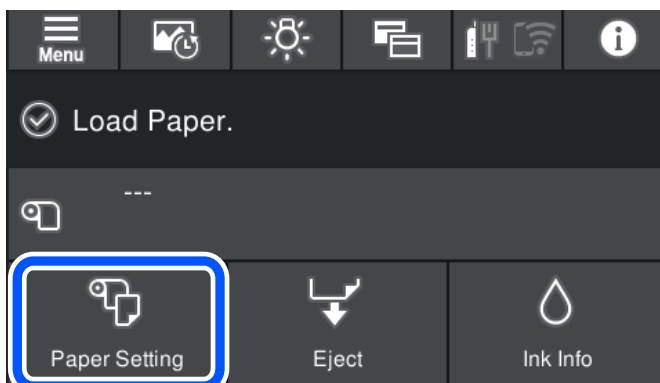 Menu
Load Paper.
---
Paper Setting
Eject
Ink Info